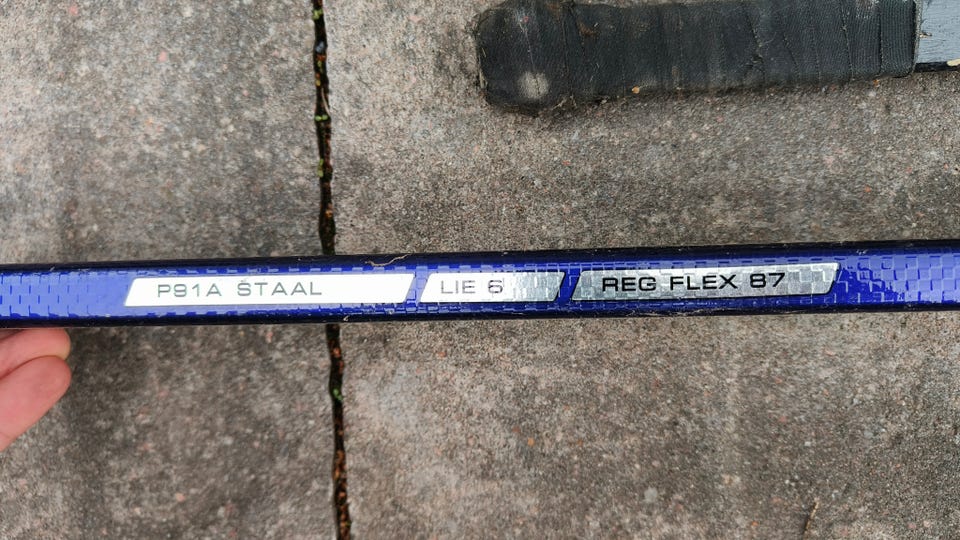 P91A STAAL LIE 6 REG FLEX 87